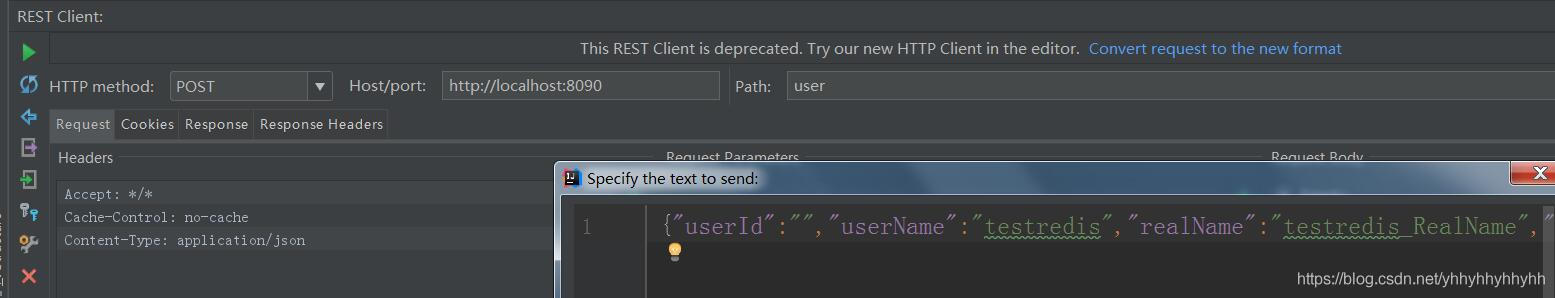 REST Client:
This REST Client is deprecated. Try our new HTTP Client in the editor. Convert request to the new format
HTTP method: POST Host/port: http://localhost:8090 Path: user
Request Cookies Response Response Headers
Headers Request Parameters Request Body
Specify the text to send:
Accept: */*
Cache-Control: no-cache
Content-Type: application/json
1 {"userId":"","userName":"testredis","realName":"testredis_RealName","
https://blog.csdn.net/yhhyhhyhhyhh